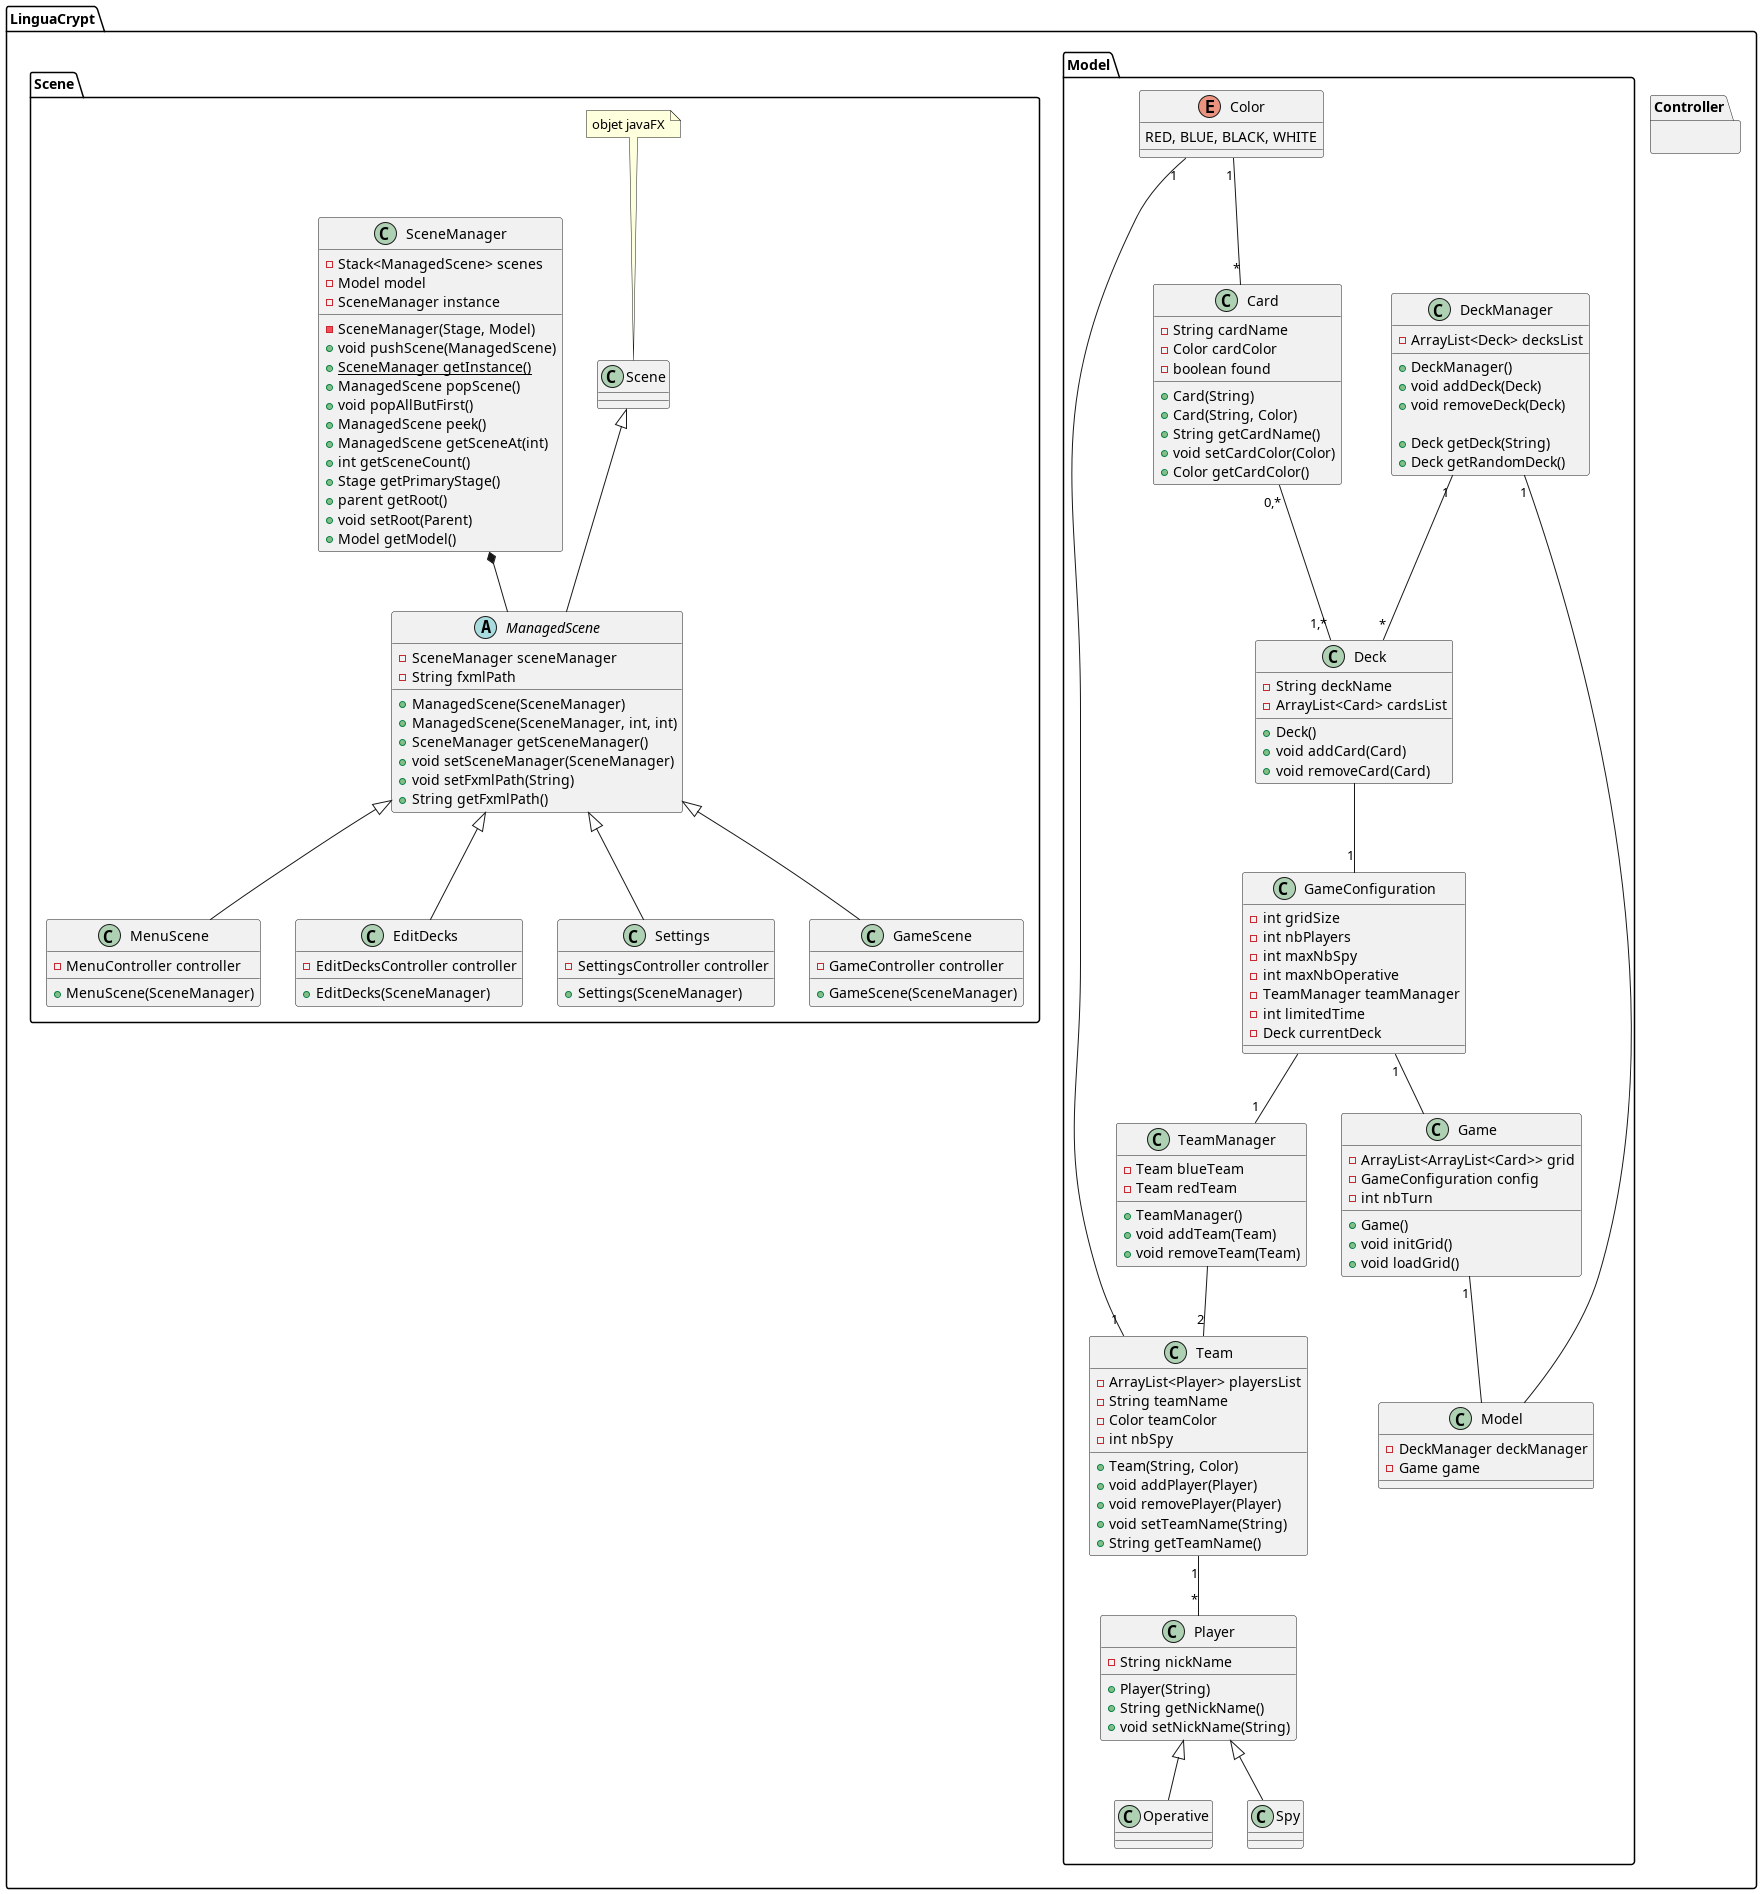 LinguaCrypt
Scene
objet javaFX
SceneManager
Stack<ManagedScene> scenes
Model model
SceneManager instance
SceneManager(Stage, Model)
void pushScene(ManagedScene)
SceneManager getInstance()
ManagedScene popScene()
void popAllButFirst()
ManagedScene peek()
ManagedScene getSceneAt(int)
int getSceneCount()
Stage getPrimaryStage()
parent getRoot()
void setRoot(Parent)
Model getModel()
Scene
ManagedScene
SceneManager sceneManager
String fxmlPath
ManagedScene(SceneManager)
ManagedScene(SceneManager, int, int)
SceneManager getSceneManager()
void setSceneManager(SceneManager)
void setFxmlPath(String)
String getFxmlPath()
MenuScene
MenuController controller
MenuScene(SceneManager)
EditDecks
EditDecksController controller
EditDecks(SceneManager)
Settings
SettingsController controller
Settings(SceneManager)
GameScene
GameController controller
GameScene(SceneManager)
Model
Color
RED, BLUE, BLACK, WHITE
1
1
*
Card
String cardName
Color cardColor
boolean found
Card(String)
Card(String, Color)
String getCardName()
void setCardColor(Color)
Color getCardColor()
0,*
1,*
DeckManager
ArrayList<Deck> decksList
DeckManager()
void addDeck(Deck)
void removeDeck(Deck)
Deck getDeck(String)
Deck getRandomDeck()
1
1
*
Deck
String deckName
ArrayList<Card> cardsList
Deck()
void addCard(Card)
void removeCard(Card)
1
GameConfiguration
int gridSize
int nbPlayers
int maxNbSpy
int maxNbOperative
TeamManager teamManager
int limitedTime
Deck currentDeck
1
1
TeamManager
Team blueTeam
Team redTeam
TeamManager()
void addTeam(Team)
void removeTeam(Team)
Game
ArrayList<ArrayList<Card>> grid
GameConfiguration config
int nbTurn
Game()
void initGrid()
void loadGrid()
1
1
2
Team
ArrayList<Player> playersList
String teamName
Color teamColor
int nbSpy
Team(String, Color)
void addPlayer(Player)
void removePlayer(Player)
void setTeamName(String)
String getTeamName()
Model
DeckManager deckManager
Game game
1
*
Player
String nickName
Player(String)
String getNickName()
void setNickName(String)
Operative
Spy
Controller